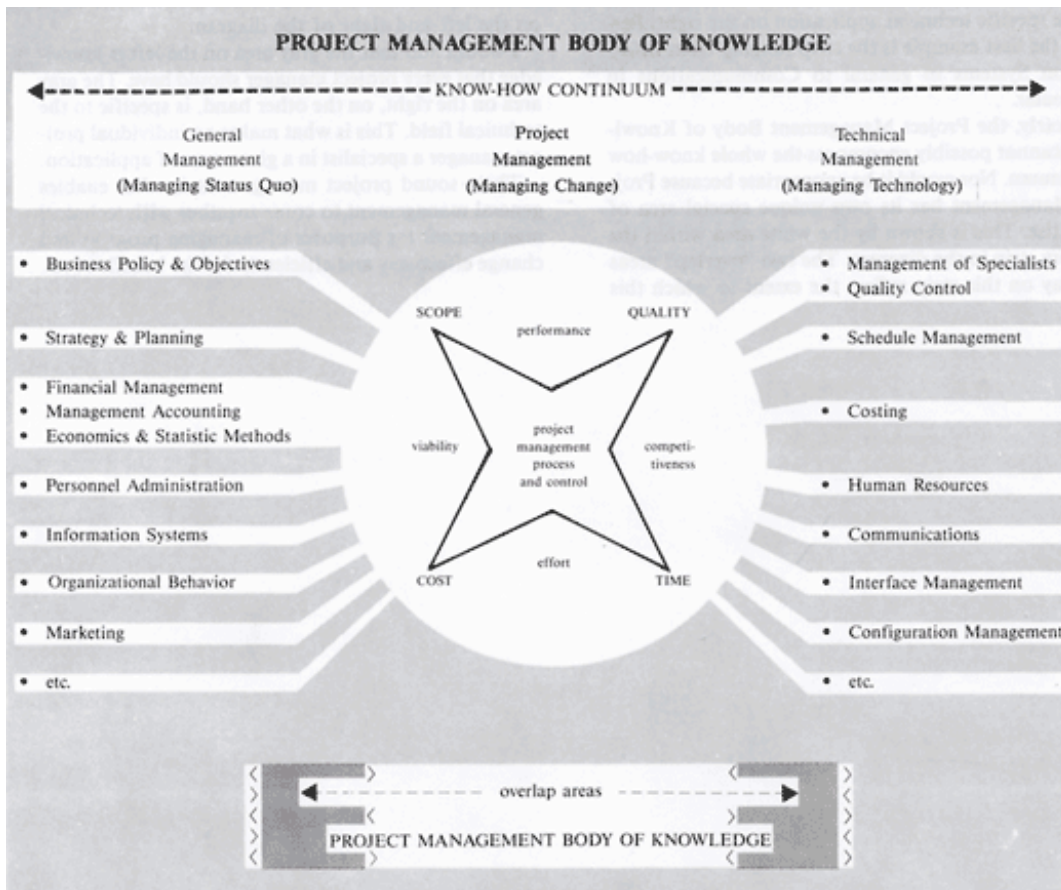 PROJECT MANAGEMENT BODY OF KNOWLEDGE
KNOW-HOW CONTINUUM
General
Management
(Managing Status Quo)
Project
Management
(Managing Change)
Technical
Management
(Managing Technology)
• Business Policy & Objectives
• Strategy & Planning
• Financial Management
• Management Accounting
• Economics & Statistic Methods
• Personnel Administration
• Information Systems
• Organizational Behavior
• Marketing
• etc.
SCOPE
performance
QUALITY
viability
project
management
process
and control
competi-
tiveness
COST
effort
TIME
• Management of Specialists
• Quality Control
• Schedule Management
• Costing
• Human Resources
• Communications
• Interface Management
• Configuration Management
• etc.
overlap areas
PROJECT MANAGEMENT BODY OF KNOWLEDGE